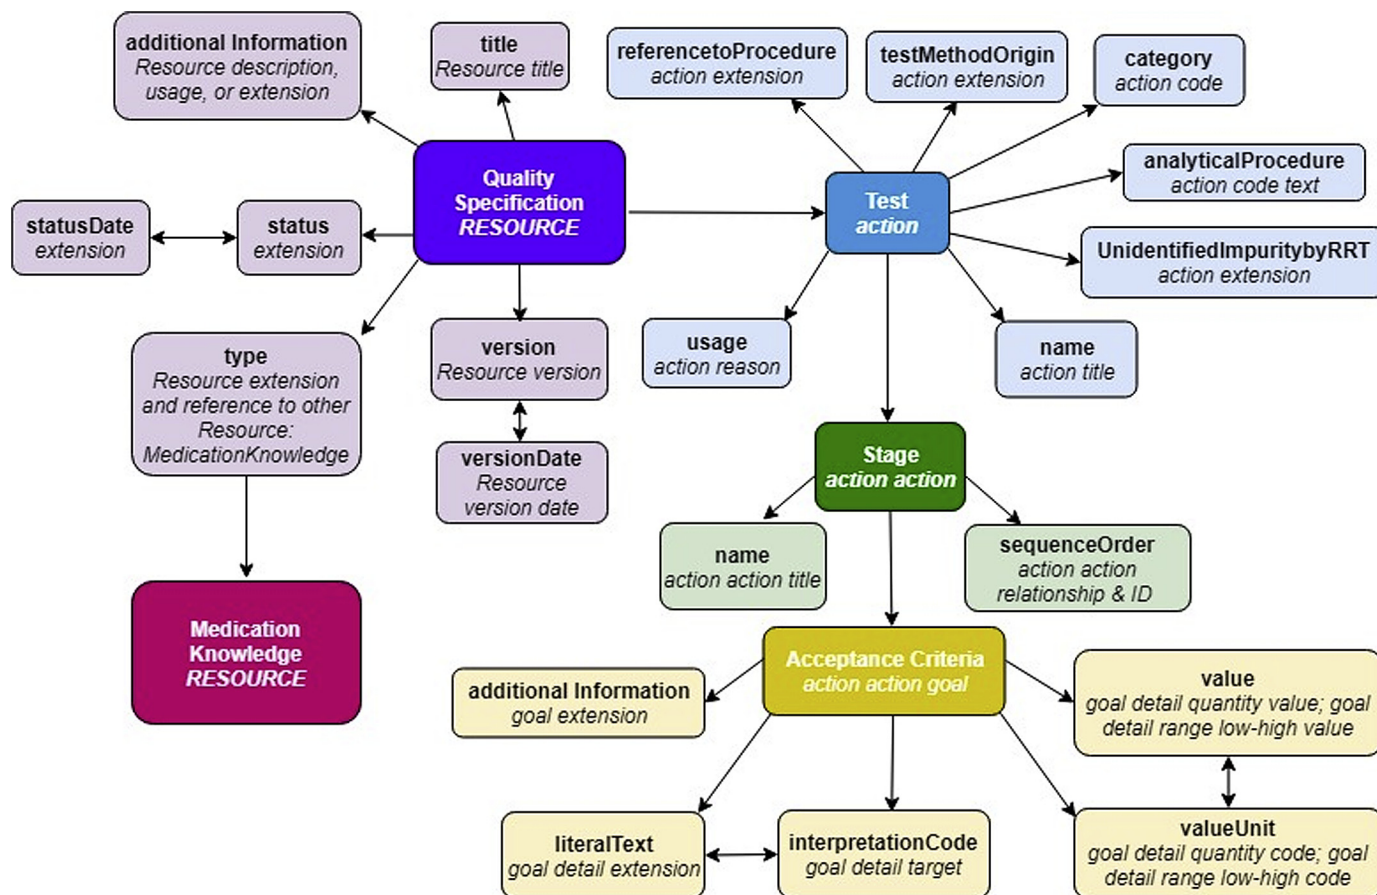 additional Information
Resource description,
usage, or extension
title
Resource title
referencetoProcedure
action extension
testMethodOrigin
action extension
category
action code
Quality
Specification
RESOURCE
Test
action
analyticalProcedure
action code text
statusDate
extension
status
extension
UnidentifiedImpuritybyRRT
action extension
type
Resource extension
and reference to other
Resource:
MedicationKnowledge
version
Resource version
usage
action reason
name
action title
versionDate
Resource
version date
Stage
action action
name
action action title
sequenceOrder
action action
relationship & ID
Medication
Knowledge
RESOURCE
Acceptance Criteria
action action goal
additional Information
goal extension
value
goal detail quantity value; goal
detail range low-high value
literalText
goal detail extension
interpretationCode
goal detail target
valueUnit
goal detail quantity code; goal
detail range low-high code